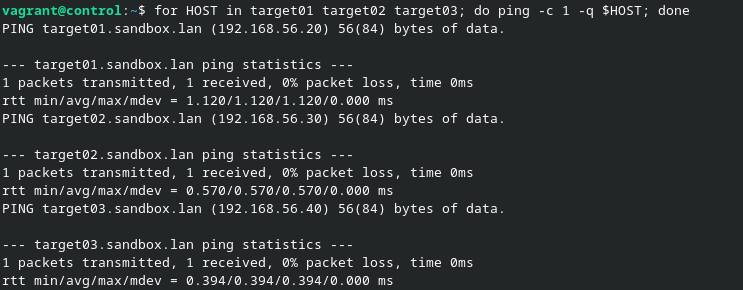 vagrant@control:~$ for HOST in target01 target02 target03; do ping -c 1 -q $HOST; done
PING target01.sandbox.lan (192.168.56.20) 56(84) bytes of data.

--- target01.sandbox.lan ping statistics ---
1 packets transmitted, 1 received, 0% packet loss, time 0ms
rtt min/avg/max/mdev = 1.120/1.120/1.120/0.000 ms
PING target02.sandbox.lan (192.168.56.30) 56(84) bytes of data.

--- target02.sandbox.lan ping statistics ---
1 packets transmitted, 1 received, 0% packet loss, time 0ms
rtt min/avg/max/mdev = 0.570/0.570/0.570/0.000 ms
PING target03.sandbox.lan (192.168.56.40) 56(84) bytes of data.

--- target03.sandbox.lan ping statistics ---
1 packets transmitted, 1 received, 0% packet loss, time 0ms
rtt min/avg/max/mdev = 0.394/0.394/0.394/0.000 ms